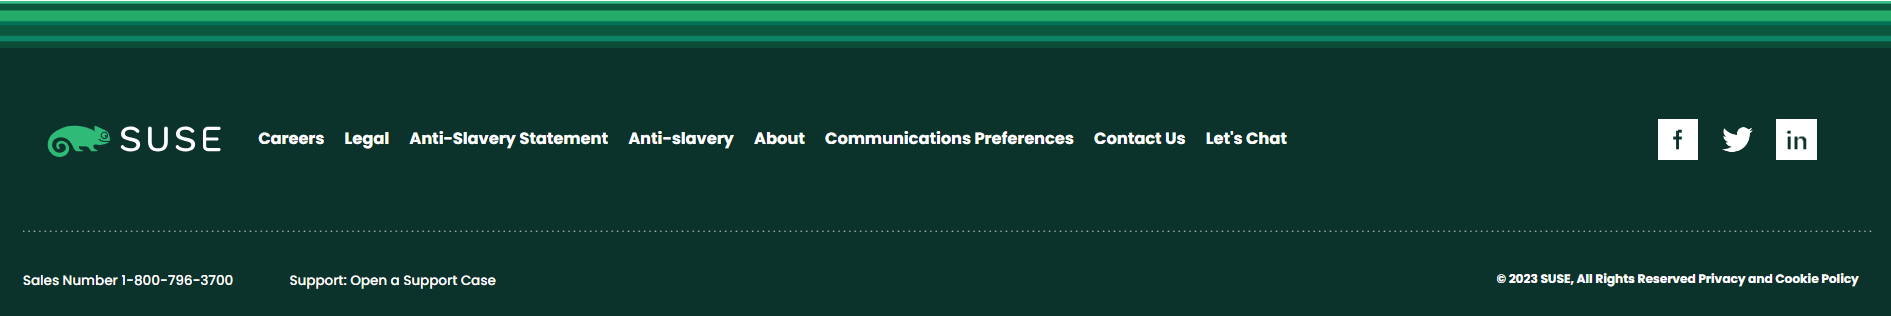 SUSE Careers Legal Anti-Slavery Statement Anti-slavery About Communications Preferences Contact Us Let's Chat f in
Sales Number 1-800-796-3700 Support: Open a Support Case © 2023 SUSE, All Rights Reserved Privacy and Cookie Policy